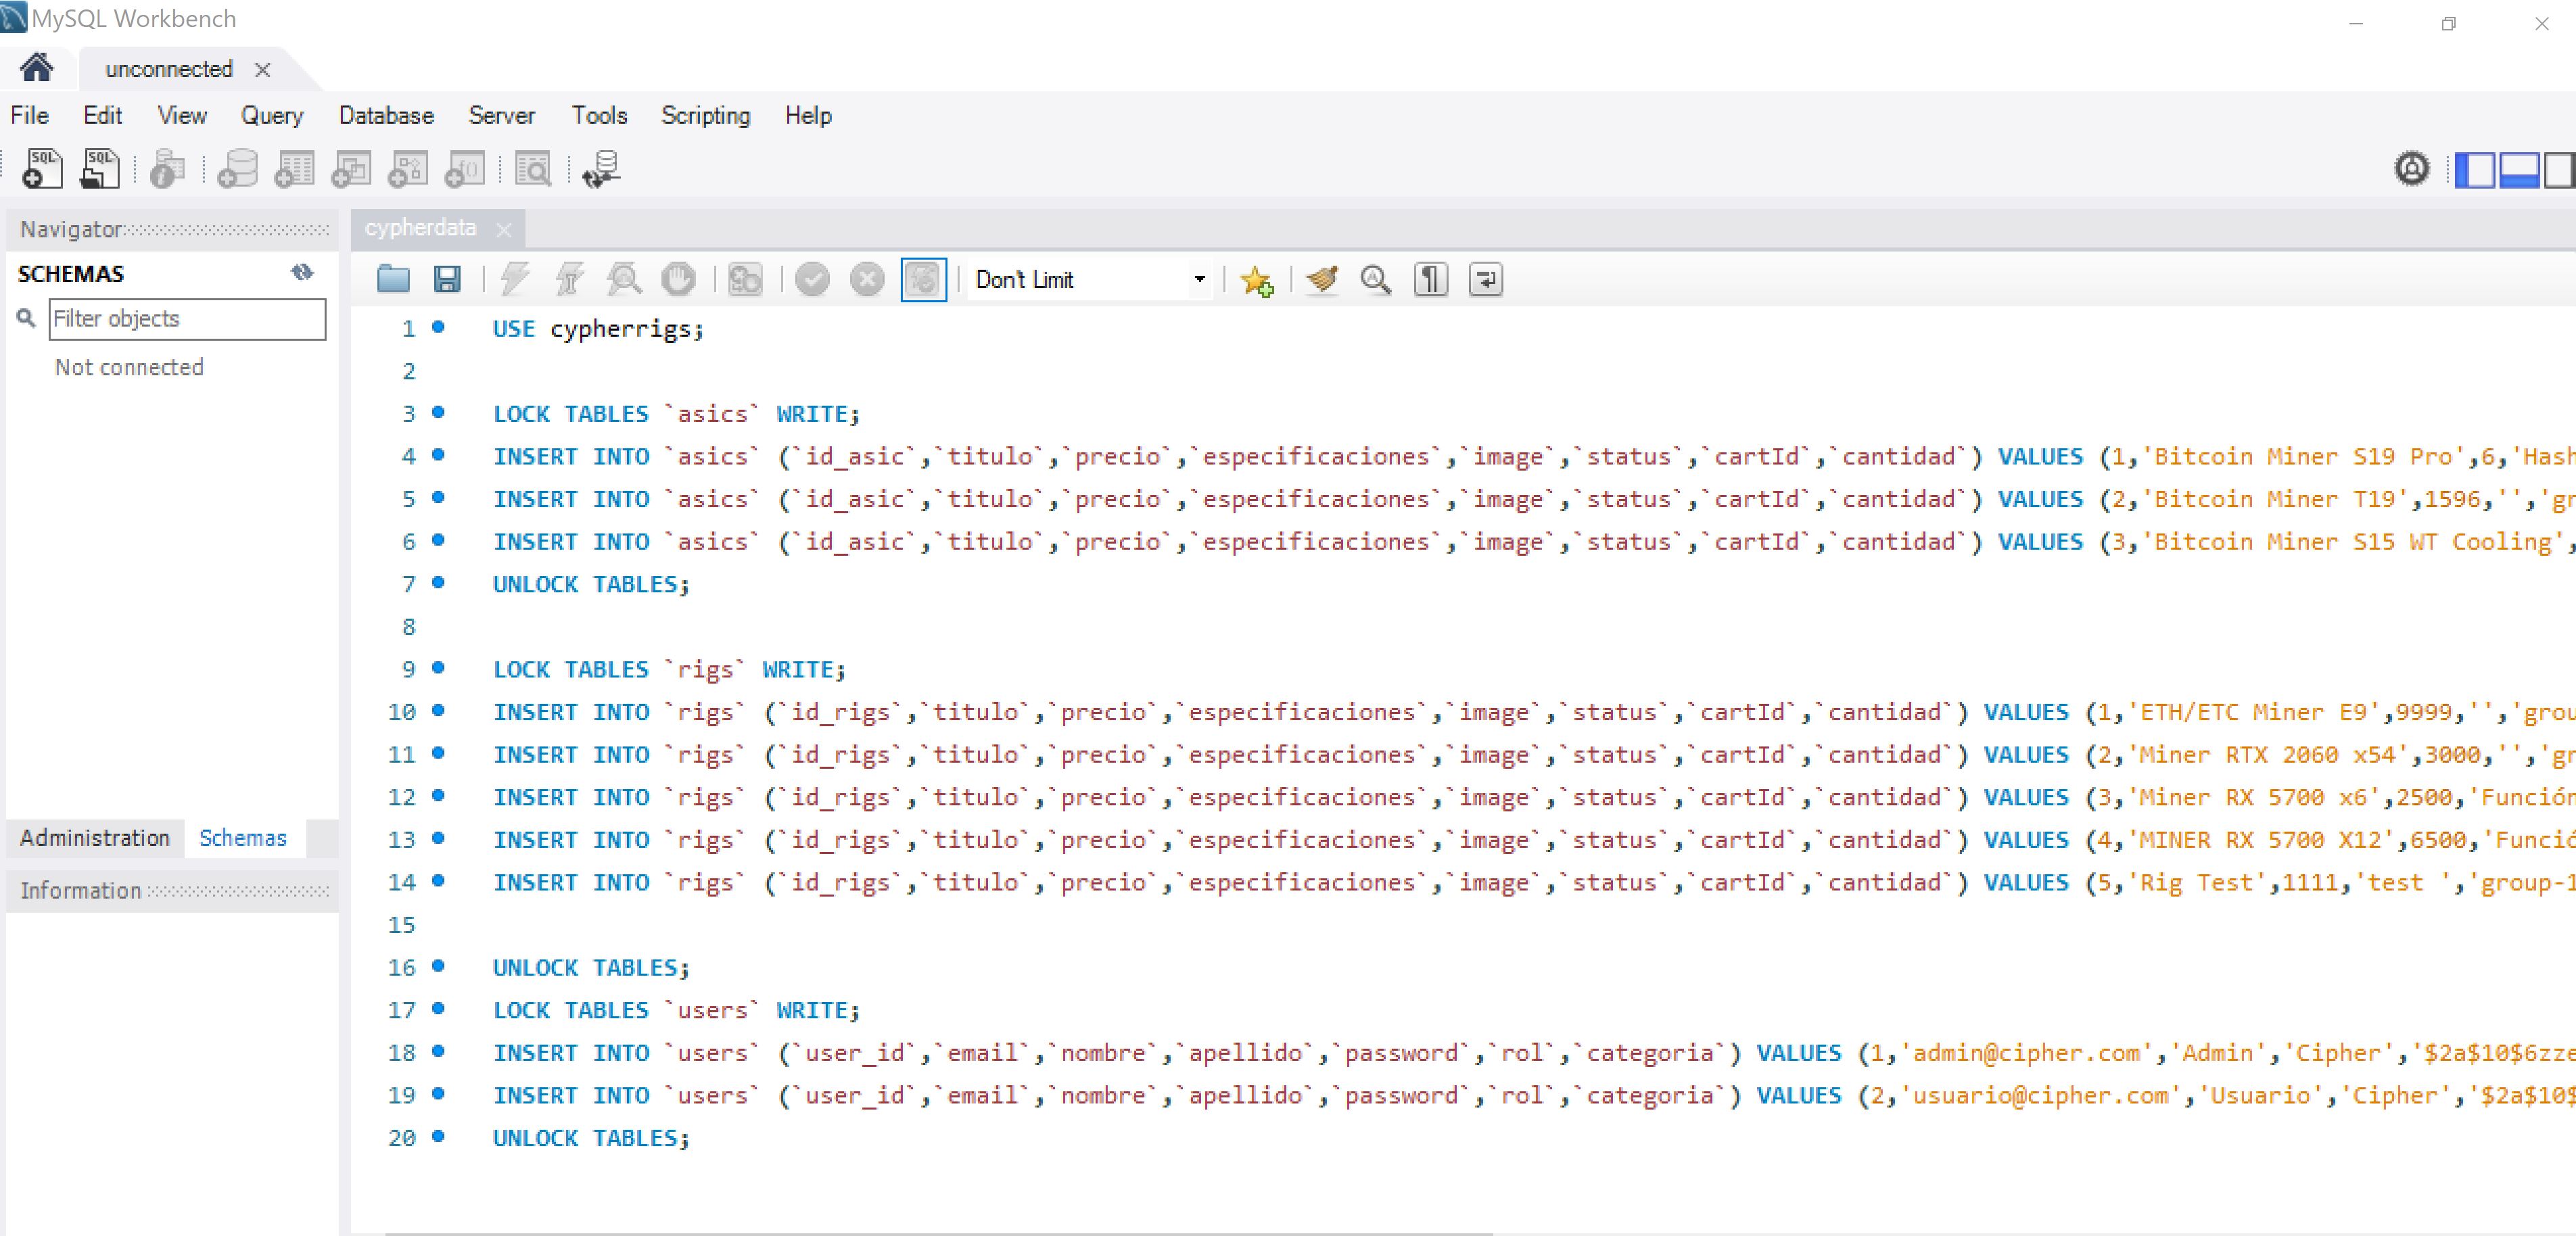 MySQL Workbench
unconnected
File Edit View Query Database Server Tools Scripting Help
Navigator
SCHEMAS
Filter objects
Not connected
Administration Schemas
Information
cypherdata
Don't Limit
1 USE cypherrigs;
2
3 LOCK TABLES `asics` WRITE;
4 INSERT INTO `asics` (`id_asic`,`titulo`,`precio`,`especificaciones`,`image`,`status`,`cartId`,`cantidad`) VALUES (1,'Bitcoin Miner S19 Pro',6,'Hash
5 INSERT INTO `asics` (`id_asic`,`titulo`,`precio`,`especificaciones`,`image`,`status`,`cartId`,`cantidad`) VALUES (2,'Bitcoin Miner T19',1596,'','gr
6 INSERT INTO `asics` (`id_asic`,`titulo`,`precio`,`especificaciones`,`image`,`status`,`cartId`,`cantidad`) VALUES (3,'Bitcoin Miner S15 WT Cooling',
7 UNLOCK TABLES;
8
9 LOCK TABLES `rigs` WRITE;
10 INSERT INTO `rigs` (`id_rigs`,`titulo`,`precio`,`especificaciones`,`image`,`status`,`cartId`,`cantidad`) VALUES (1,'ETH/ETC Miner E9',9999,'','grou
11 INSERT INTO `rigs` (`id_rigs`,`titulo`,`precio`,`especificaciones`,`image`,`status`,`cartId`,`cantidad`) VALUES (2,'Miner RTX 2060 x54',3000,'','gr
12 INSERT INTO `rigs` (`id_rigs`,`titulo`,`precio`,`especificaciones`,`image`,`status`,`cartId`,`cantidad`) VALUES (3,'Miner RX 5700 x6',2500,'Función
13 INSERT INTO `rigs` (`id_rigs`,`titulo`,`precio`,`especificaciones`,`image`,`status`,`cartId`,`cantidad`) VALUES (4,'MINER RX 5700 X12',6500,'Funció
14 INSERT INTO `rigs` (`id_rigs`,`titulo`,`precio`,`especificaciones`,`image`,`status`,`cartId`,`cantidad`) VALUES (5,'Rig Test',1111,'test ','group-1
15
16 UNLOCK TABLES;
17 LOCK TABLES `users` WRITE;
18 INSERT INTO `users` (`user_id`,`email`,`nombre`,`apellido`,`password`,`rol`,`categoria`) VALUES (1,'admin@cipher.com','Admin','Cipher','$2a$10$6zze
19 INSERT INTO `users` (`user_id`,`email`,`nombre`,`apellido`,`password`,`rol`,`categoria`) VALUES (2,'usuario@cipher.com','Usuario','Cipher','$2a$10$
20 UNLOCK TABLES;